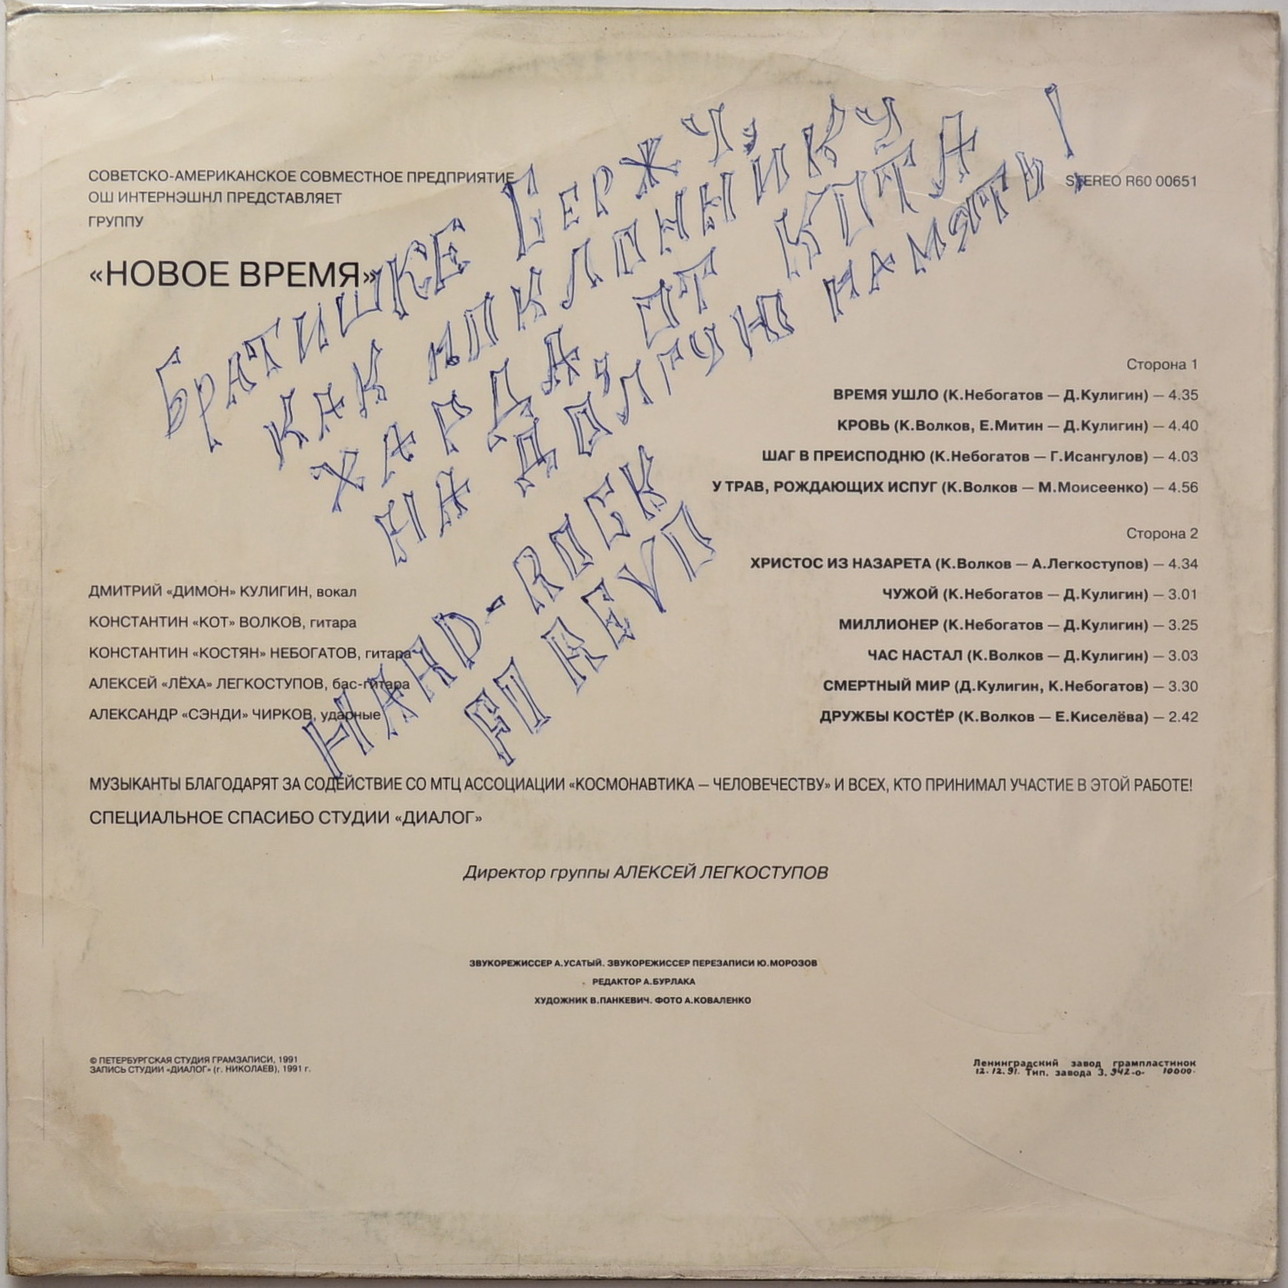 СОВЕТСКО-АМЕРИКАНСКОЕ СОВМЕСТНОЕ ПРЕДПРИЯТИЕ
ОШ ИНТЕРНЭШНЛ ПРЕДСТАВЛЯЕТ
ГРУППУ
«НОВОЕ ВРЕМЯ»
STEREO R60 00651
БРАТИШКЕ СЕРЖУ,
КАК ПОКЛОННИКУ
ХАРДА, ОТ КОТА
НА ДОЛГУЮ ПАМЯТЬ!
HARD-ROCK
Сторона 1
ВРЕМЯ УШЛО (К.Небогатов — Д.Кулигин) — 4.35
КРОВЬ (К.Волков, Е.Митин — Д.Кулигин) — 4.40
ШАГ В ПРЕИСПОДНЮ (К.Небогатов — Г.Исангулов) — 4.03
У ТРАВ, РОЖДАЮЩИХ ИСПУГ (К.Волков — М.Моисеенко) — 4.56
Сторона 2
ХРИСТОС ИЗ НАЗАРЕТА (К.Волков — А.Легкоступов) — 4.34
ЧУЖОЙ (К.Небогатов — Д.Кулигин) — 3.01
МИЛЛИОНЕР (К.Небогатов — Д.Кулигин) — 3.25
ЧАС НАСТАЛ (К.Волков — Д.Кулигин) — 3.03
СМЕРТНЫЙ МИР (Д.Кулигин, К.Небогатов) — 3.30
ДРУЖБЫ КОСТЁР (К.Волков — Е.Киселёва) — 2.42
ДМИТРИЙ «ДИМОН» КУЛИГИН, вокал
КОНСТАНТИН «КОТ» ВОЛКОВ, гитара
КОНСТАНТИН «КОСТЯН» НЕБОГАТОВ, гитара
АЛЕКСЕЙ «ЛЁХА» ЛЕГКОСТУПОВ, бас-гитара
АЛЕКСАНДР «СЭНДИ» ЧИРКОВ, ударные
МУЗЫКАНТЫ БЛАГОДАРЯТ ЗА СОДЕЙСТВИЕ СО МТЦ АССОЦИАЦИИ «КОСМОНАВТИКА — ЧЕЛОВЕЧЕСТВУ» И ВСЕХ, КТО ПРИНИМАЛ УЧАСТИЕ В ЭТОЙ РАБОТЕ!
СПЕЦИАЛЬНОЕ СПАСИБО СТУДИИ «ДИАЛОГ»
Директор группы АЛЕКСЕЙ ЛЕГКОСТУПОВ
ЗВУКОРЕЖИССЕР А.УСАТЫЙ. ЗВУКОРЕЖИССЕР ПЕРЕЗАПИСИ Ю.МОРОЗОВ
РЕДАКТОР А.БУРЛАКА
ХУДОЖНИК В.ПАНКЕВИЧ. ФОТО А.КОВАЛЕНКО
© ПЕТЕРБУРГСКАЯ СТУДИЯ ГРАМЗАПИСИ, 1991
ЗАПИСЬ СТУДИИ «ДИАЛОГ» (г. НИКОЛАЕВ), 1991 г.
Ленинградский завод грампластинок
12.12.91. Тип. завода З. 942-о- 10000.